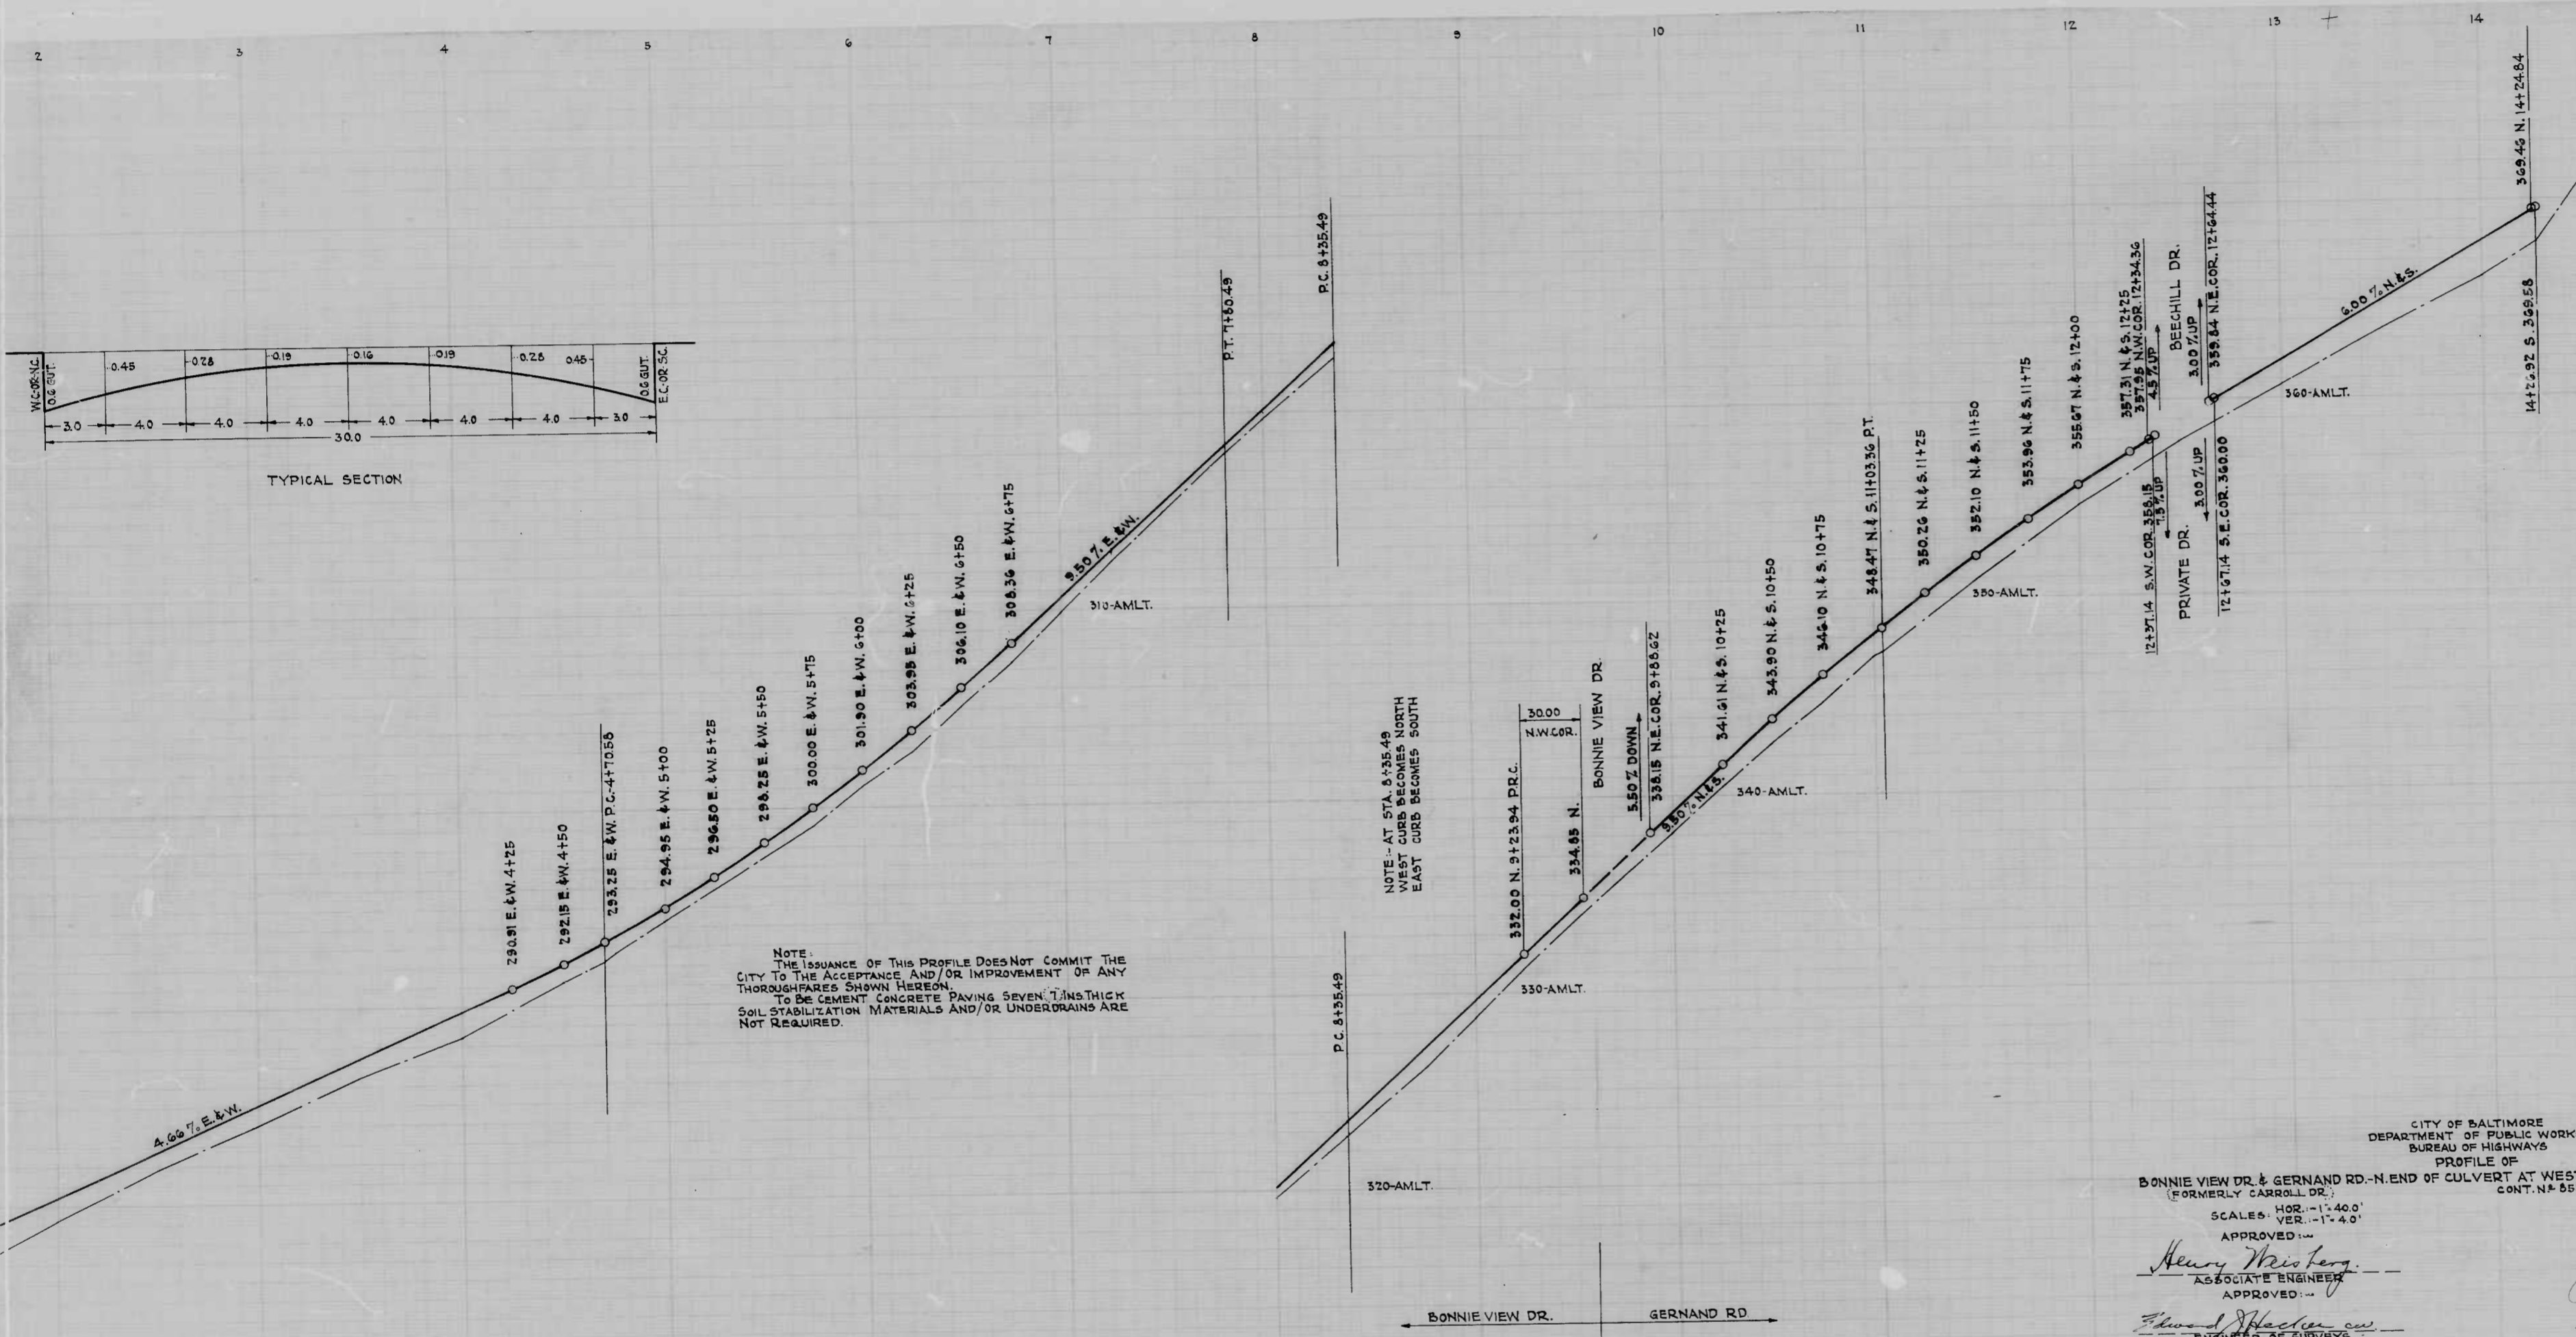 2 3 4 5 6 7 8 9 10 11 12 13 14
W.C.-OR-N.C.
0.6 GUT.
0.45 0.28 0.19 0.16 0.19 0.28 0.45
0.6 GUT.
E.C.-OR-S.C.
3.0 4.0 4.0 4.0 4.0 4.0 4.0 3.0
30.0
TYPICAL SECTION
4.66 % E. & W.
290.91 E. & W. 4+25
292.15 E. & W. 4+50
293.25 E. & W. P.C.-4+70.58
294.95 E. & W. 5+00
296.50 E. & W. 5+25
298.25 E. & W. 5+50
300.00 E. & W. 5+75
301.90 E. & W. 6+00
303.95 E. & W. 6+25
306.10 E. & W. 6+50
308.36 E. & W. 6+75
9.50 % E. & W.
310-AMLT.
P.T. 7+80.49
P.C. 8+35.49
NOTE:
THE ISSUANCE OF THIS PROFILE DOES NOT COMMIT THE
CITY TO THE ACCEPTANCE AND/OR IMPROVEMENT OF ANY
THOROUGHFARES SHOWN HEREON.
TO BE CEMENT CONCRETE PAVING SEVEN (7) INS. THICK
SOIL STABILIZATION MATERIALS AND/OR UNDERDRAINS ARE
NOT REQUIRED.
P.C. 8+35.49
320-AMLT.
NOTE:-AT STA. 8+35.49
WEST CURB BECOMES NORTH
EAST CURB BECOMES SOUTH
332.00 N. 9+23.94 P.R.C.
30.00
N.W.COR.
334.85 N.
BONNIE VIEW DR.
5.50 % DOWN
338.15 N.E.COR. 9+88.62
330-AMLT.
9.50 % N. & S.
340-AMLT.
341.61 N. & S. 10+25
343.90 N. & S. 10+50
346.10 N. & S. 10+75
348.47 N. & S. 11+03.36 P.T.
350.26 N. & S. 11+25
352.10 N. & S. 11+50
353.96 N. & S. 11+75
355.67 N. & S. 12+00
357.31 N. & S. 12+25
357.95 N.W.COR. 12+34.36
4.5 % UP
BEECHILL DR.
3.00 % UP
359.84 N.E.COR. 12+64.44
350-AMLT.
12+37.14 S.W. COR. 358.15
7.3 % UP
PRIVATE DR.
3.00 % UP
12+67.14 S.E.COR. 360.00
360-AMLT.
6.00 % N. & S.
369.46 N. 14+24.84
14+26.92 S. 369.58
BONNIE VIEW DR. GERNAND RD
CITY OF BALTIMORE
DEPARTMENT OF PUBLIC WORK
BUREAU OF HIGHWAYS
PROFILE OF
BONNIE VIEW DR. & GERNAND RD.-N.END OF CULVERT AT WES
(FORMERLY CARROLL DR.)
CONT. Nº 85
SCALES: HOR.:-1"=40.0'
VER.:-1"=4.0'
APPROVED:-
Henry Weisberg
ASSOCIATE ENGINEER
APPROVED:-
Edward J. Hecker
ENGINEER OF SURVEYS